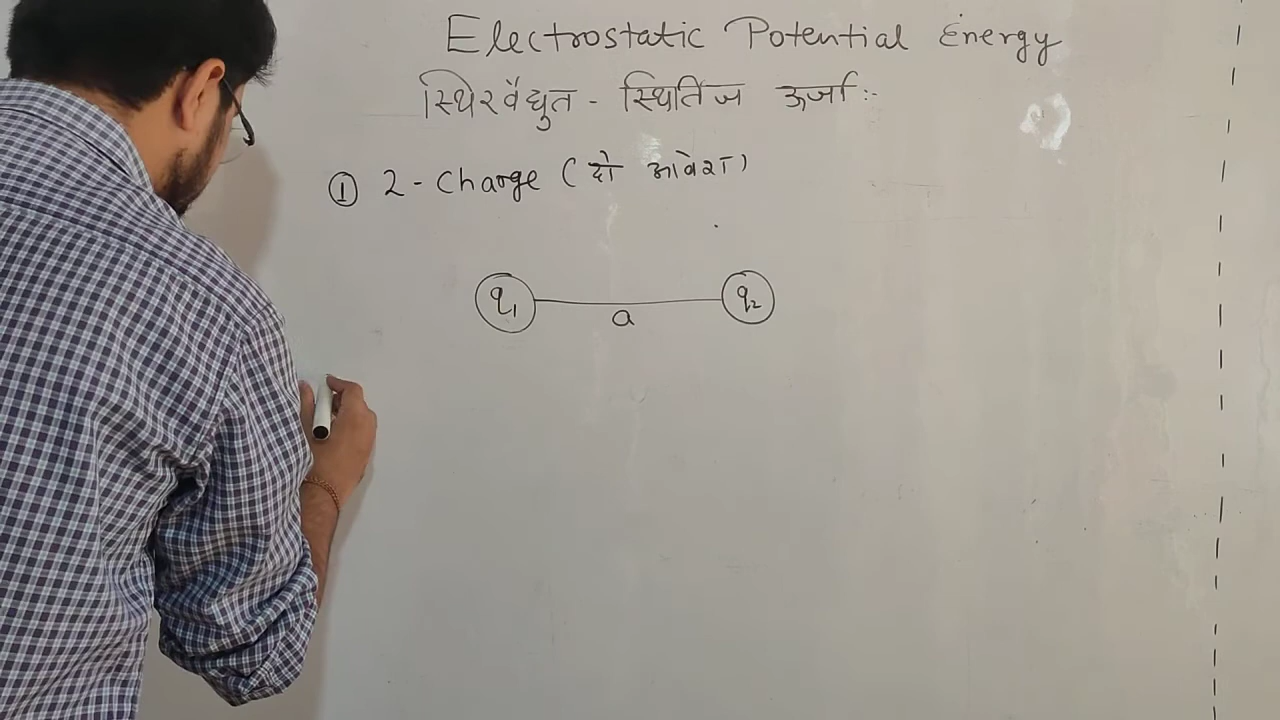 Electrostatic Potential Energy
स्थिरवैद्युत - स्थितिज ऊर्जा :-
① 2 - Charge (दो आवेश)
q₁ a q₂